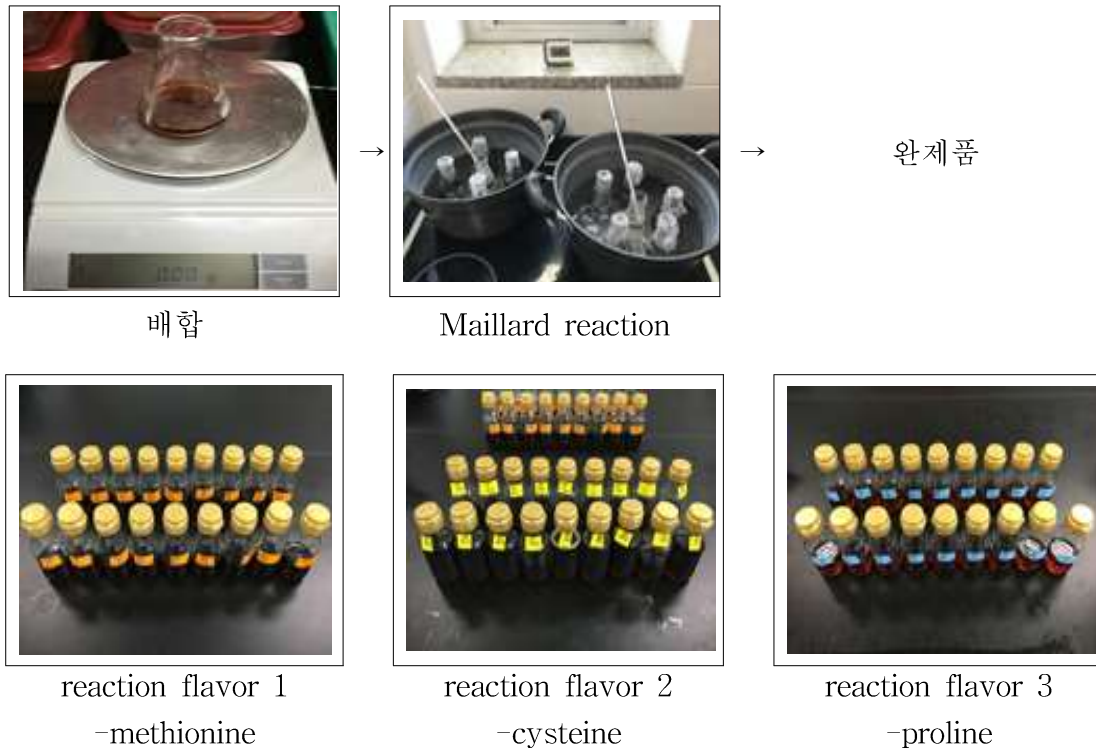 →
→
완제품
배합
Maillard reaction
reaction flavor 1
-methionine
reaction flavor 2
-cysteine
reaction flavor 3
-proline